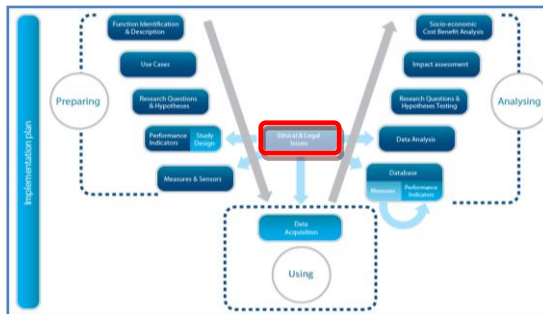 Implementation plan
Preparing
Function Identification
& Description
Use Cases
Research Questions
& Hypotheses
Performance
Indicators
Study
Design
Measures & Sensors
Ethical & Legal
Issues
Data
Acquisition
Using
Socio-economic
Cost Benefit Analysis
Impact assessment
Research Questions &
Hypotheses Testing
Data Analysis
Database
Measures
Performance
Indicators
Analysing